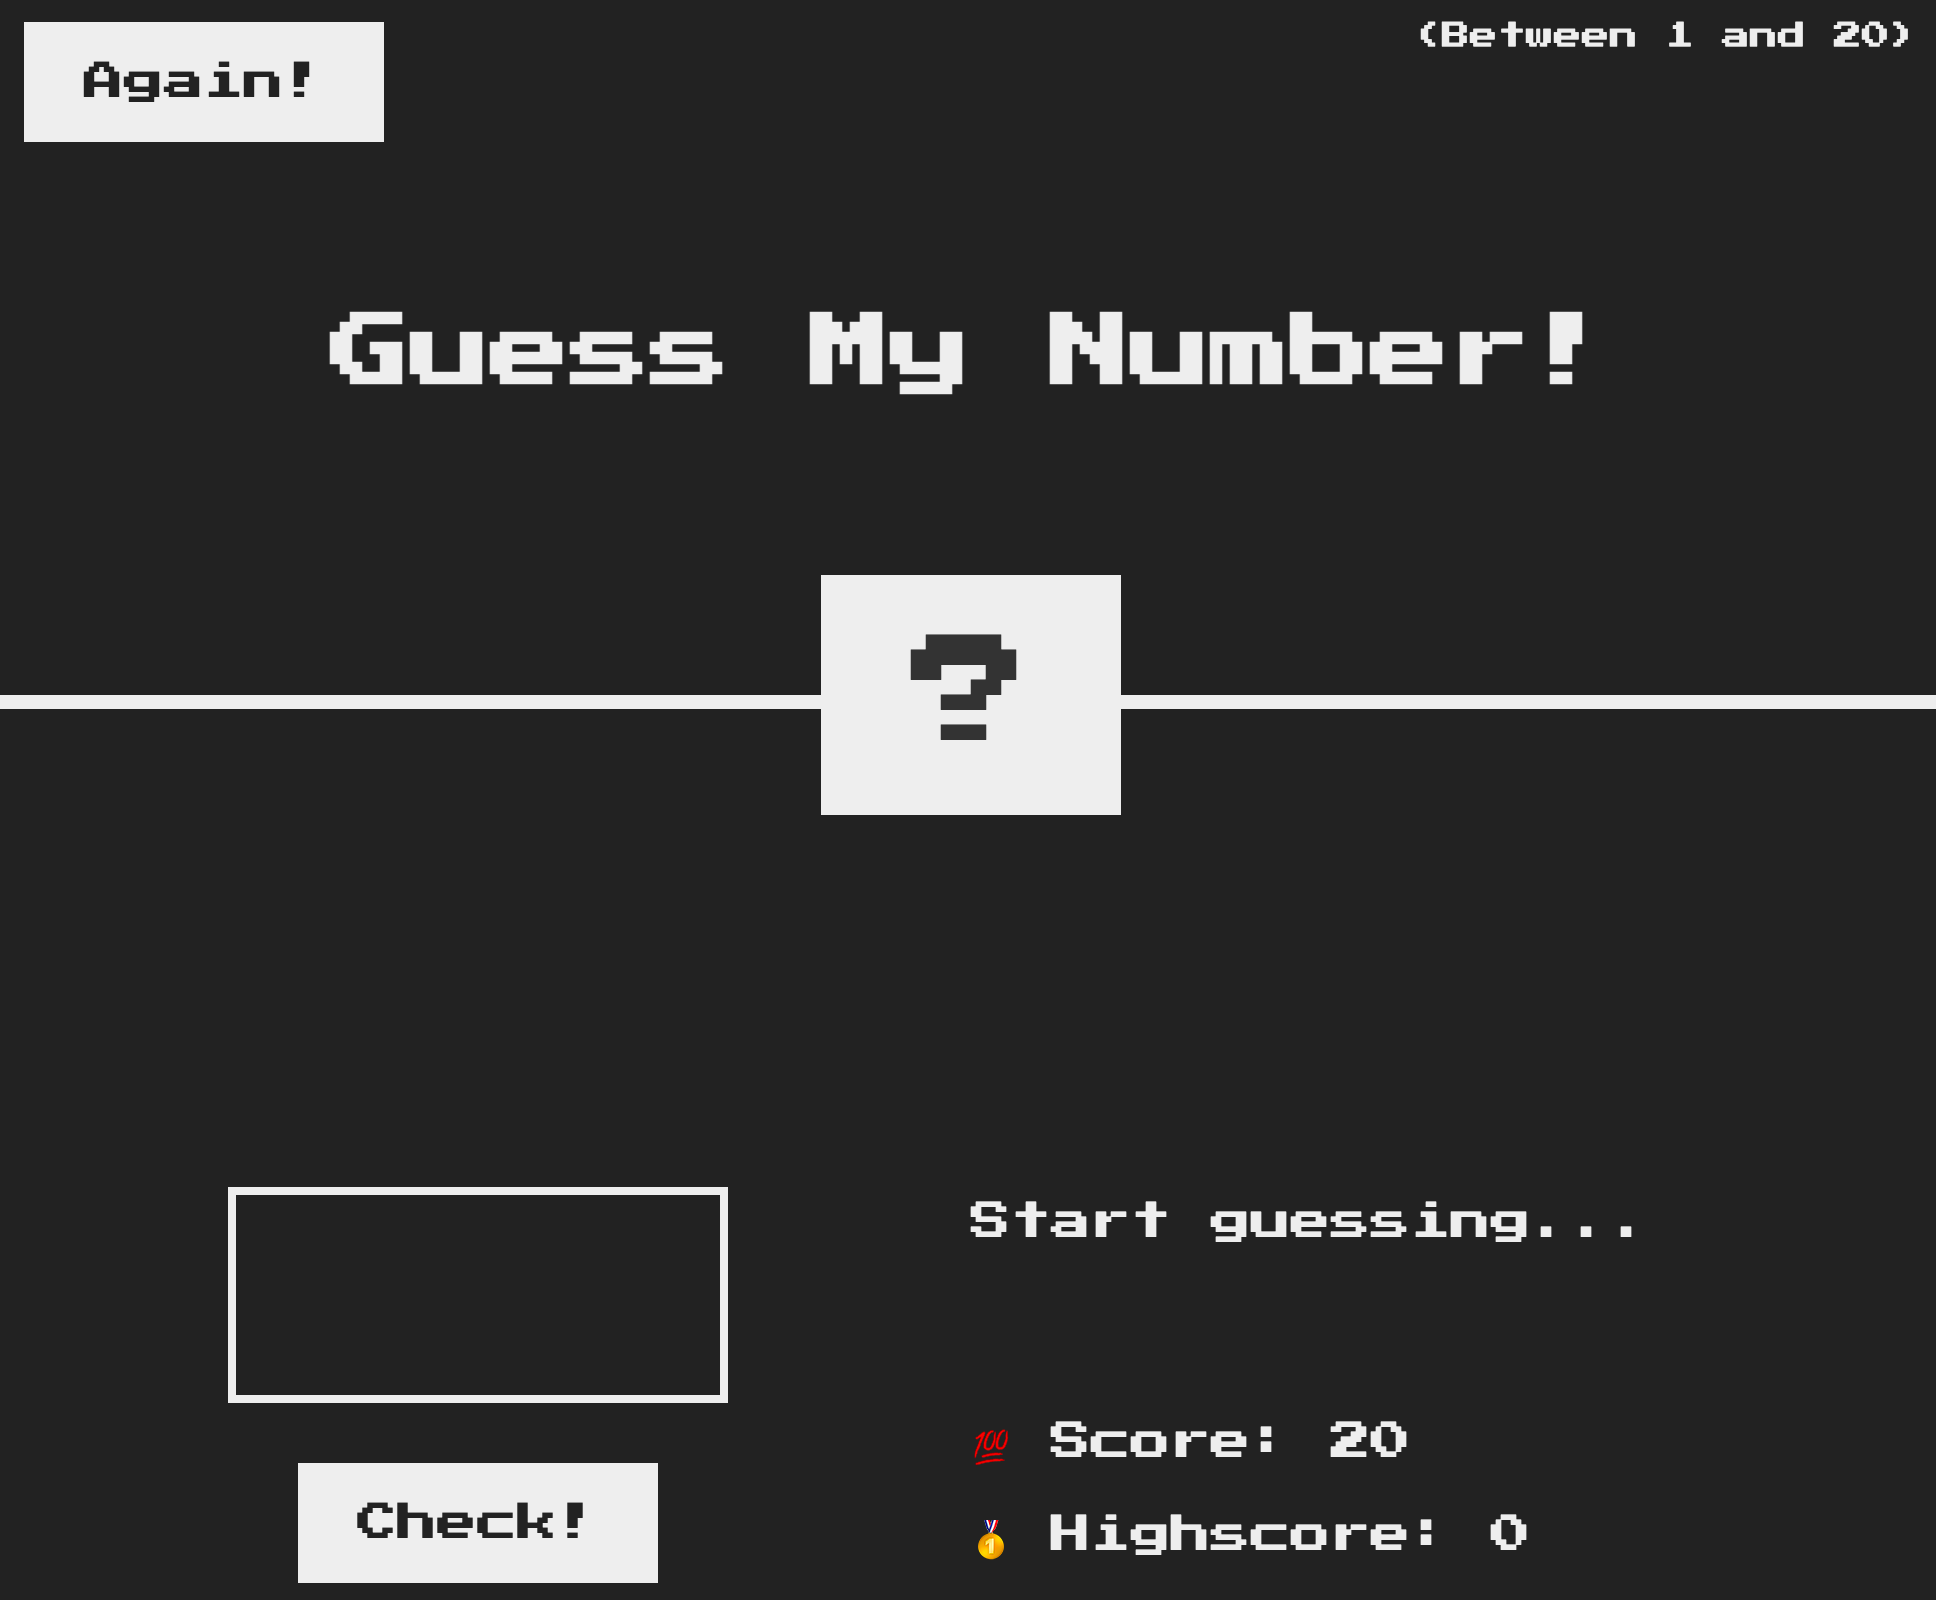 Again!
(Between 1 and 20)
Guess My Number!
?
Start guessing...
💯 Score: 20
Check!
🥇 Highscore: 0